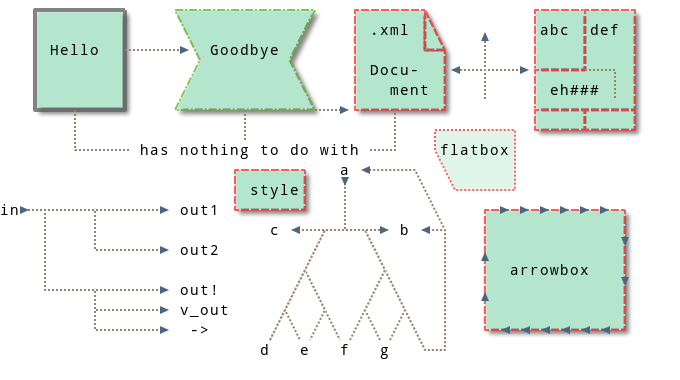 Hello
Goodbye
.xml
Docu-
ment
abc
def
eh###
has nothing to do with
flatbox
a
style
in
out1
c
b
out2
arrowbox
out!
v_out
->
d
e
f
g